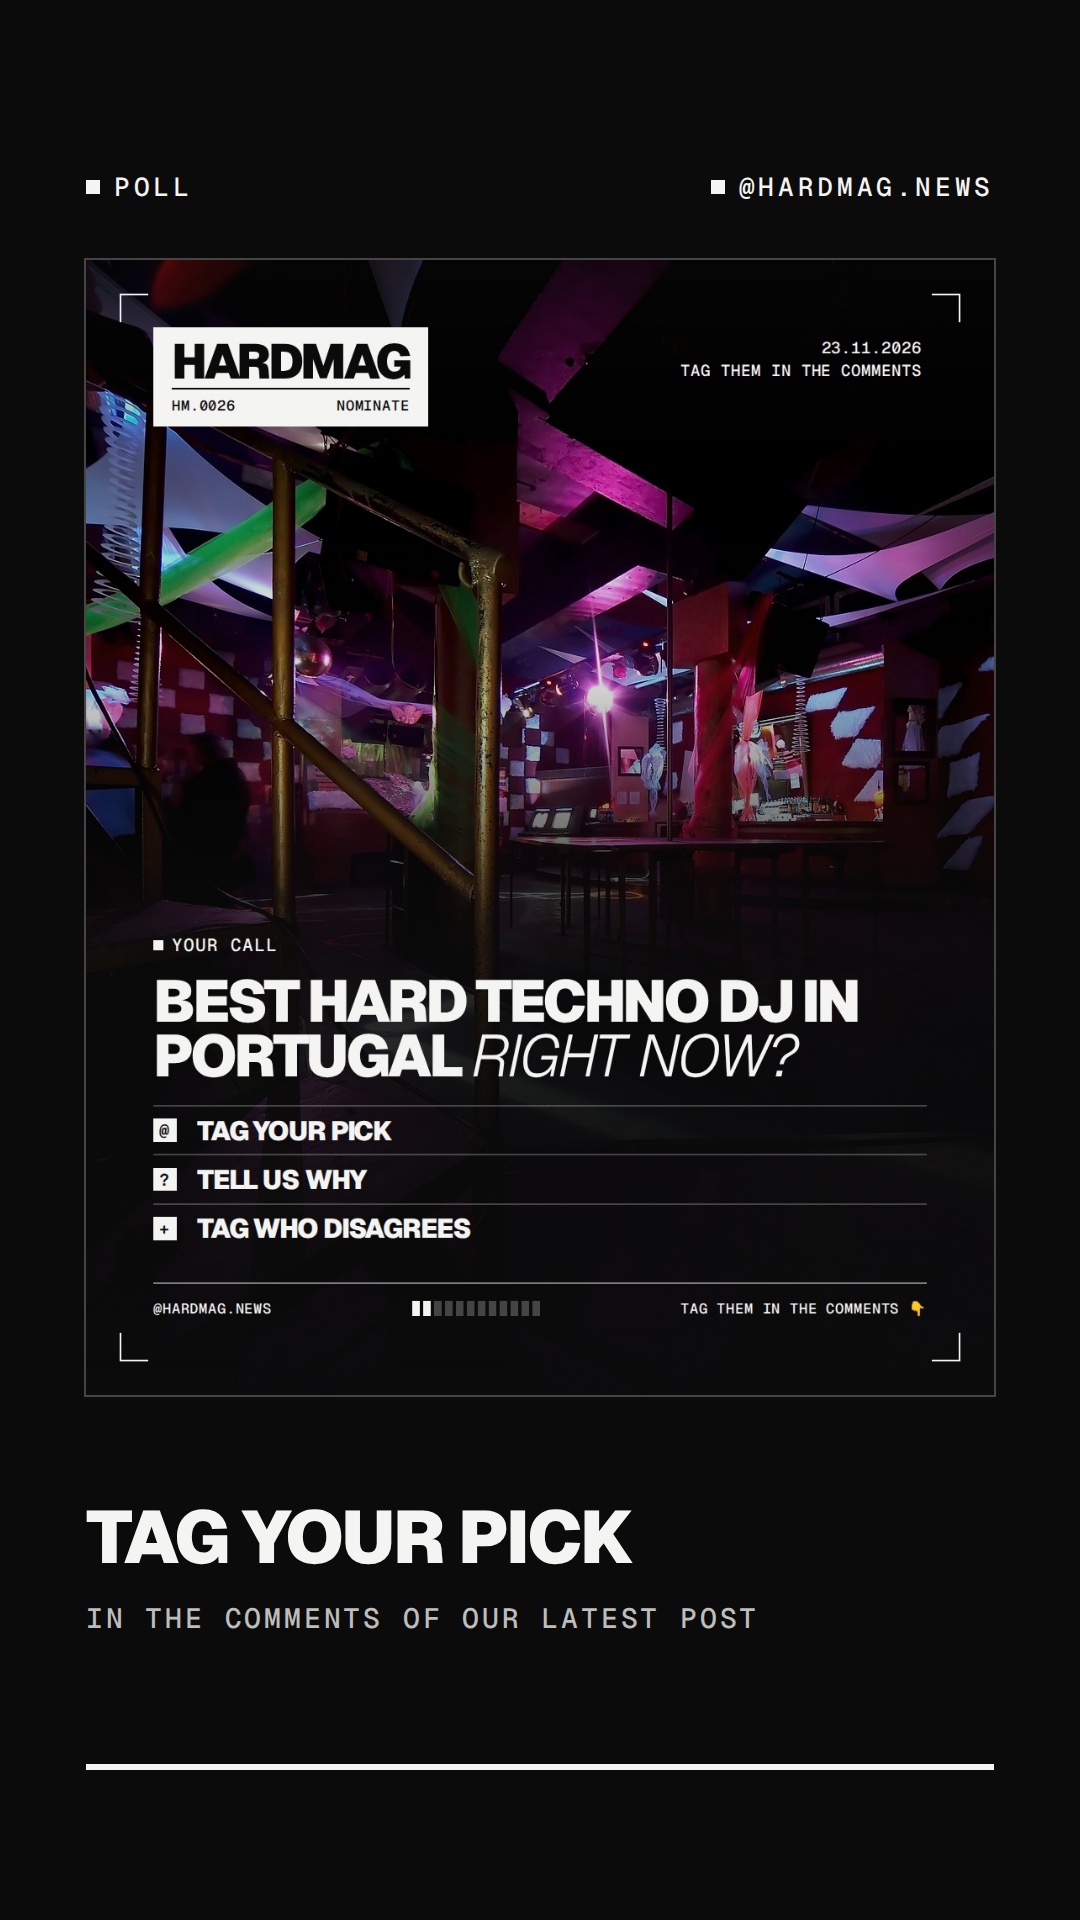 POLL
@HARDMAG.NEWS
HARDMAG
HM.0026 NOMINATE
23.11.2026
TAG THEM IN THE COMMENTS
YOUR CALL
BEST HARD TECHNO DJ IN
PORTUGAL RIGHT NOW?
@ TAG YOUR PICK
? TELL US WHY
+ TAG WHO DISAGREES
@HARDMAG.NEWS
TAG THEM IN THE COMMENTS 👇
TAG YOUR PICK
IN THE COMMENTS OF OUR LATEST POST